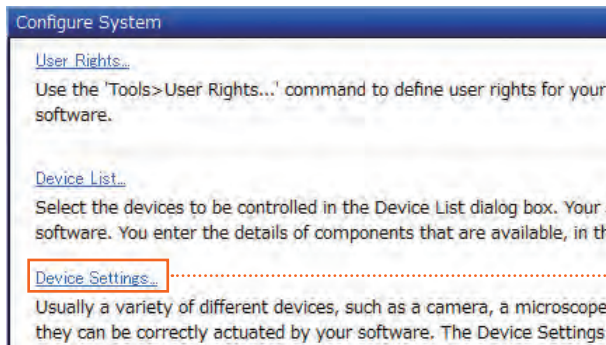 Configure System
User Rights...
Use the 'Tools>User Rights...' command to define user rights for your
software.
Device List...
Select the devices to be controlled in the Device List dialog box. Your
software. You enter the details of components that are available, in th
Device Settings...
Usually a variety of different devices, such as a camera, a microscope
they can be correctly actuated by your software. The Device Settings